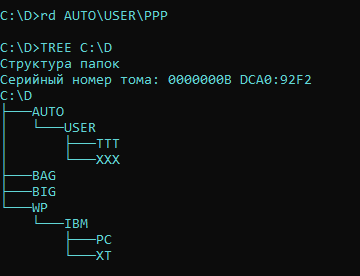 C:\D>rd AUTO\USER\PPP
C:\D>TREE C:\D
Структура папок
Серийный номер тома: 0000000B DCA0:92F2
C:\D
├───AUTO
│   └───USER
│       ├───TTT
│       └───XXX
├───BAG
├───BIG
└───WP
    └───IBM
        ├───PC
        └───XT